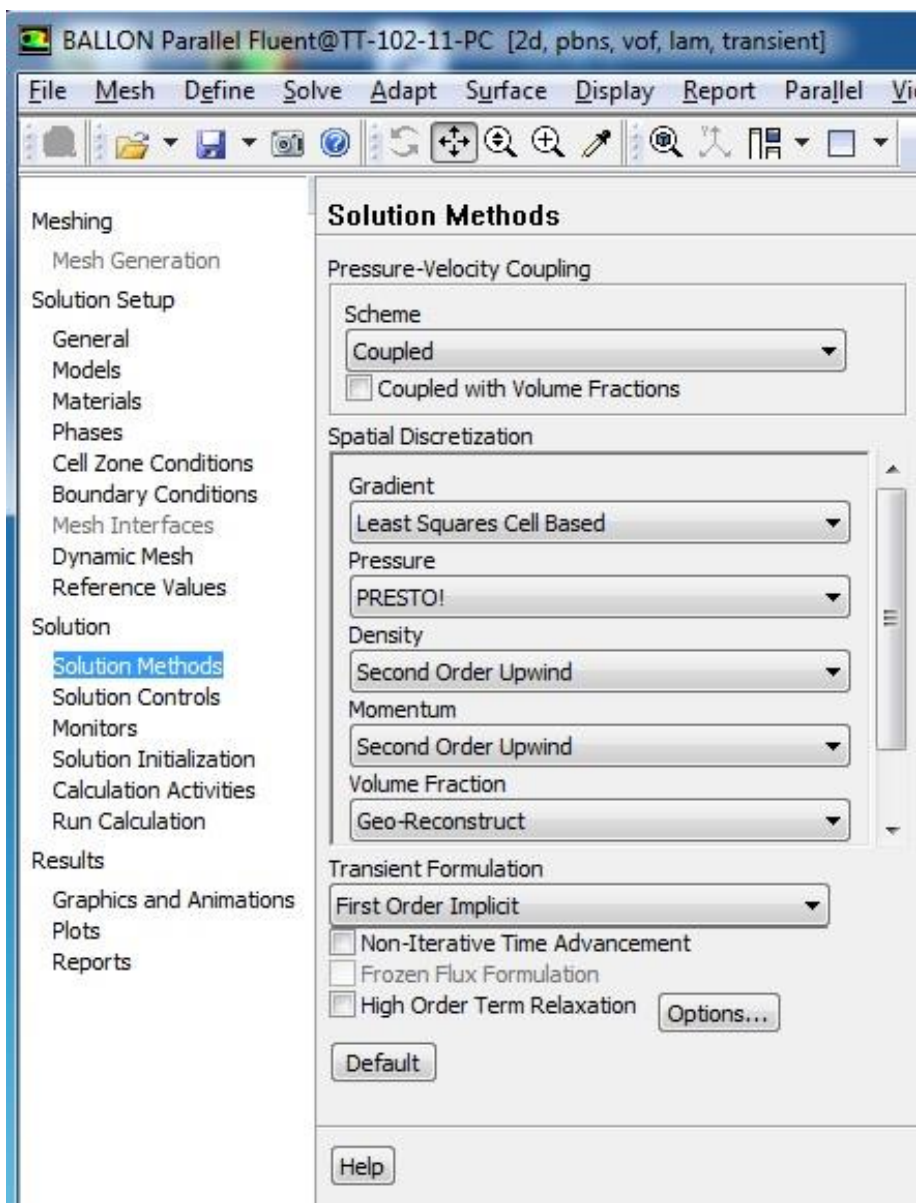 BALLON Parallel Fluent@TT-102-11-PC [2d, pbns, vof, lam, transient]
File Mesh Define Solve Adapt Surface Display Report Parallel Vi
Meshing
Mesh Generation
Solution Setup
General
Models
Materials
Phases
Cell Zone Conditions
Boundary Conditions
Mesh Interfaces
Dynamic Mesh
Reference Values
Solution
Solution Methods
Solution Controls
Monitors
Solution Initialization
Calculation Activities
Run Calculation
Results
Graphics and Animations
Plots
Reports
Solution Methods
Pressure-Velocity Coupling
Scheme
Coupled
Coupled with Volume Fractions
Spatial Discretization
Gradient
Least Squares Cell Based
Pressure
PRESTO!
Density
Second Order Upwind
Momentum
Second Order Upwind
Volume Fraction
Geo-Reconstruct
Transient Formulation
First Order Implicit
Non-Iterative Time Advancement
Frozen Flux Formulation
High Order Term Relaxation Options...
Default
Help